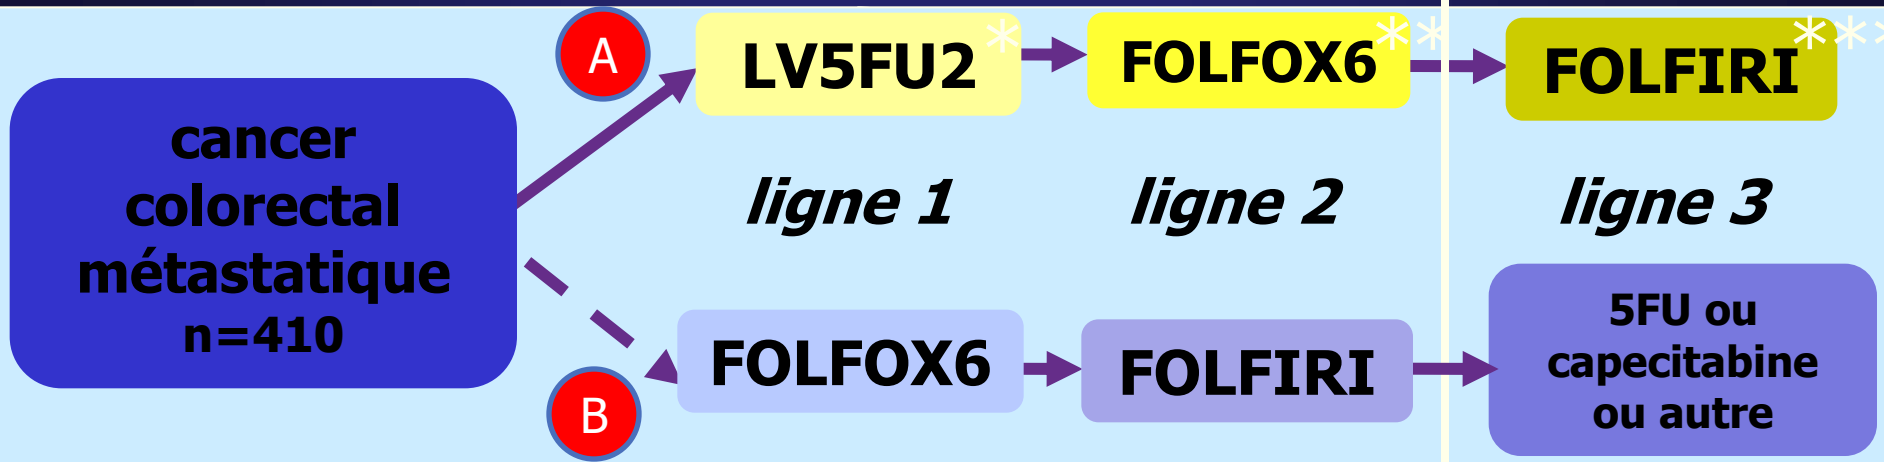 A
LV5FU2 *
FOLFOX6 **
FOLFIRI ***
cancer
colorectal
métastatique
n=410
ligne 1
ligne 2
ligne 3
B
FOLFOX6
FOLFIRI
5FU ou
capecitabine
ou autre